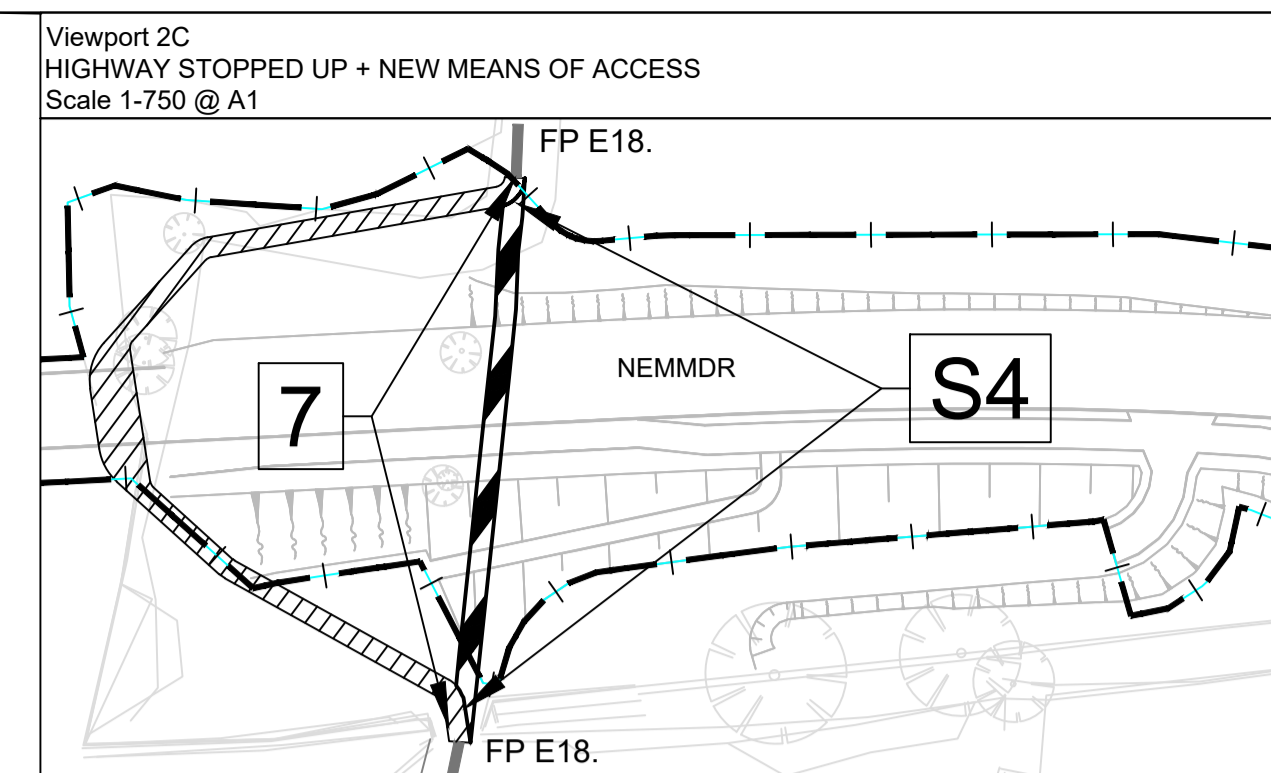 Viewport 2C
HIGHWAY STOPPED UP + NEW MEANS OF ACCESS
Scale 1-750 @ A1
FP E18.
NEMMDR
7
S4
FP E18.